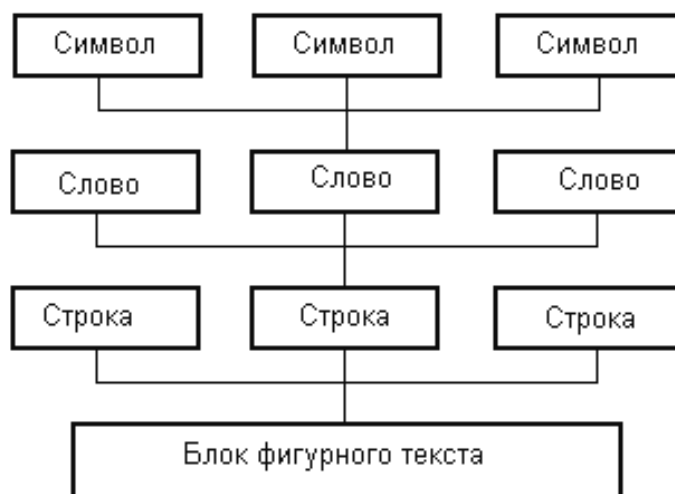 Символ Символ Символ
Слово Слово Слово
Строка Строка Строка
Блок фигурного текста